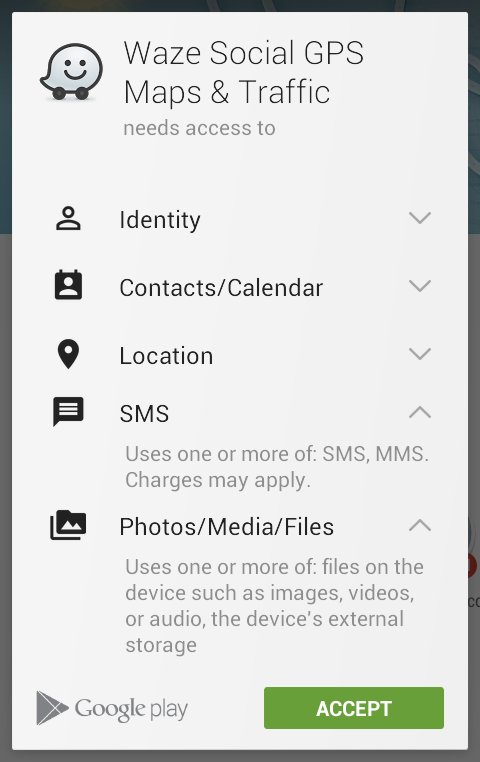 Waze Social GPS
Maps & Traffic
needs access to
Identity
Contacts/Calendar
Location
SMS
Uses one or more of: SMS, MMS.
Charges may apply.
Photos/Media/Files
Uses one or more of: files on the
device such as images, videos,
or audio, the device's external
storage
Google play
ACCEPT